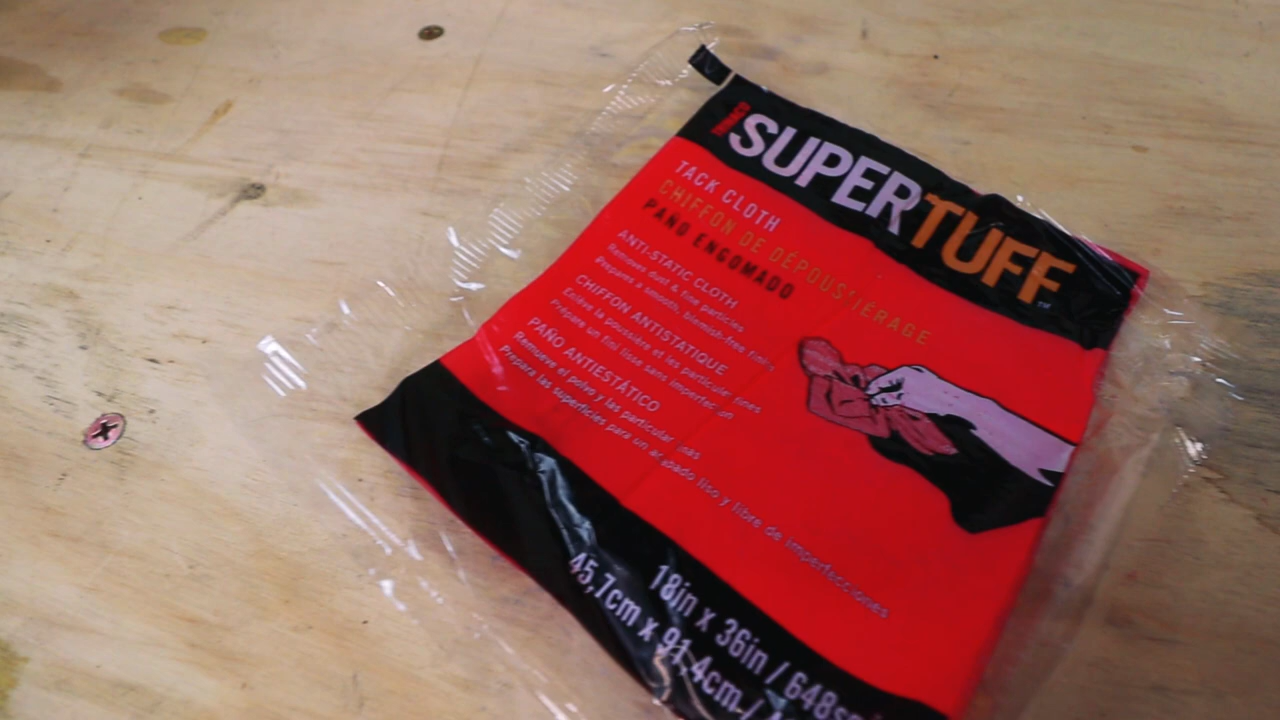 SUPERTUFF
TACK CLOTH
CHIFFON DE DÉPOUSSIÉRAGE
PAÑO ENGOMADO
ANTI-STATIC CLOTH
Removes dust & fine particles
Prepares a smooth, blemish-free finish
CHIFFON ANTISTATIQUE
Enlève la poussière et les particules fines
Prépare un fini lisse sans imperfection
PAÑO ANTIESTÁTICO
Remueve el polvo y las particular
Prepara las superficies para un acabado liso y libre de imperfecciones
18in x 36in / 648
45,7cm x 91,4cm /